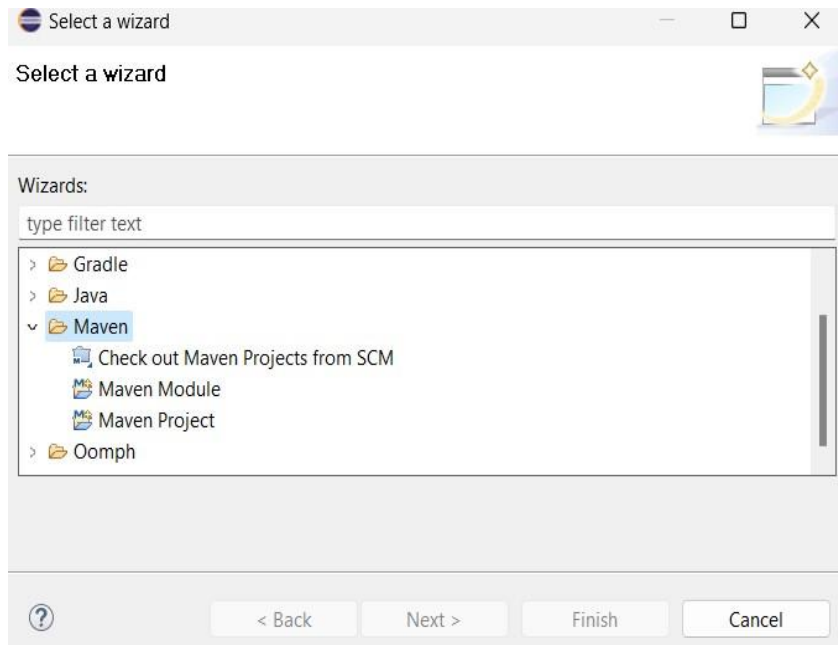 Select a wizard
Select a wizard
Wizards:
type filter text
Gradle
Java
Maven
Check out Maven Projects from SCM
Maven Module
Maven Project
Oomph
? < Back Next > Finish Cancel